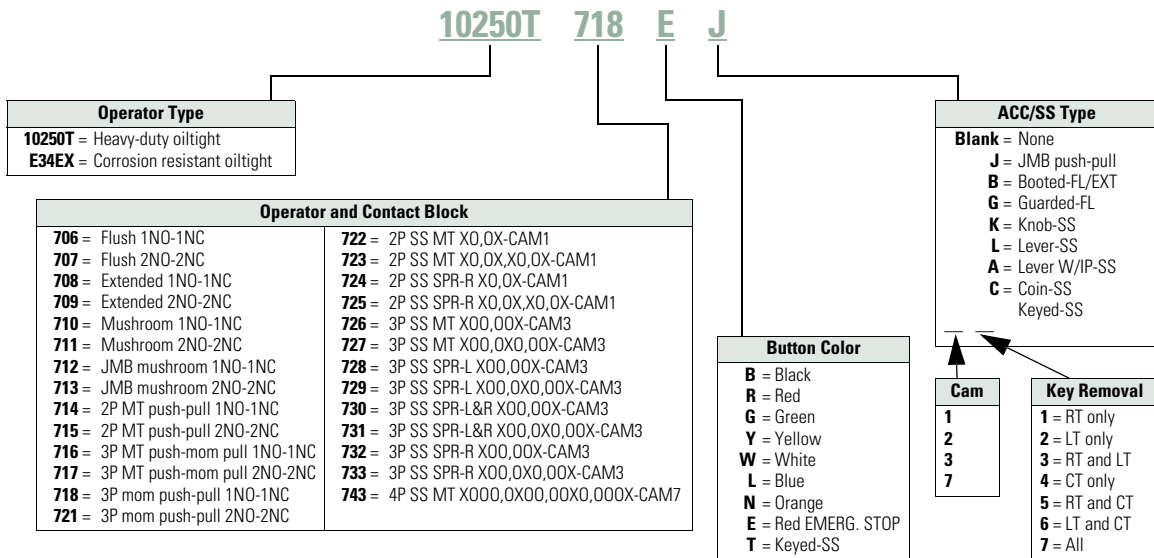 10250T 718 E J
Operator Type
10250T = Heavy-duty oiltight
E34EX = Corrosion resistant oiltight
Operator and Contact Block
706 = Flush 1NO-1NC
707 = Flush 2NO-2NC
708 = Extended 1NO-1NC
709 = Extended 2NO-2NC
710 = Mushroom 1NO-1NC
711 = Mushroom 2NO-2NC
712 = JMB mushroom 1NO-1NC
713 = JMB mushroom 2NO-2NC
714 = 2P MT push-pull 1NO-1NC
715 = 2P MT push-pull 2NO-2NC
716 = 3P MT push-mom pull 1NO-1NC
717 = 3P MT push-mom pull 2NO-2NC
718 = 3P mom push-pull 1NO-1NC
721 = 3P mom push-pull 2NO-2NC
722 = 2P SS MT XO,OX-CAM1
723 = 2P SS MT XO,OX,XO,OX-CAM1
724 = 2P SS SPR-R XO,OX-CAM1
725 = 2P SS SPR-R XO,OX,XO,OX-CAM1
726 = 3P SS MT XOO,OOX-CAM3
727 = 3P SS MT XOO,OXO,OOX-CAM3
728 = 3P SS SPR-L XOO,OOX-CAM3
729 = 3P SS SPR-L XOO,OXO,OOX-CAM3
730 = 3P SS SPR-L&R XOO,OOX-CAM3
731 = 3P SS SPR-L&R XOO,OXO,OOX-CAM3
732 = 3P SS SPR-R XOO,OOX-CAM3
733 = 3P SS SPR-R XOO,OXO,OOX-CAM3
743 = 4P SS MT XOOO,OXOO,OOXO,OOOX-CAM7
Button Color
B = Black
R = Red
G = Green
Y = Yellow
W = White
L = Blue
N = Orange
E = Red EMERG. STOP
T = Keyed-SS
ACC/SS Type
Blank = None
J = JMB push-pull
B = Booted-FL/EXT
G = Guarded-FL
K = Knob-SS
L = Lever-SS
A = Lever W/IP-SS
C = Coin-SS
Keyed-SS
Cam
1
2
3
7
Key Removal
1 = RT only
2 = LT only
3 = RT and LT
4 = CT only
5 = RT and CT
6 = LT and CT
7 = All